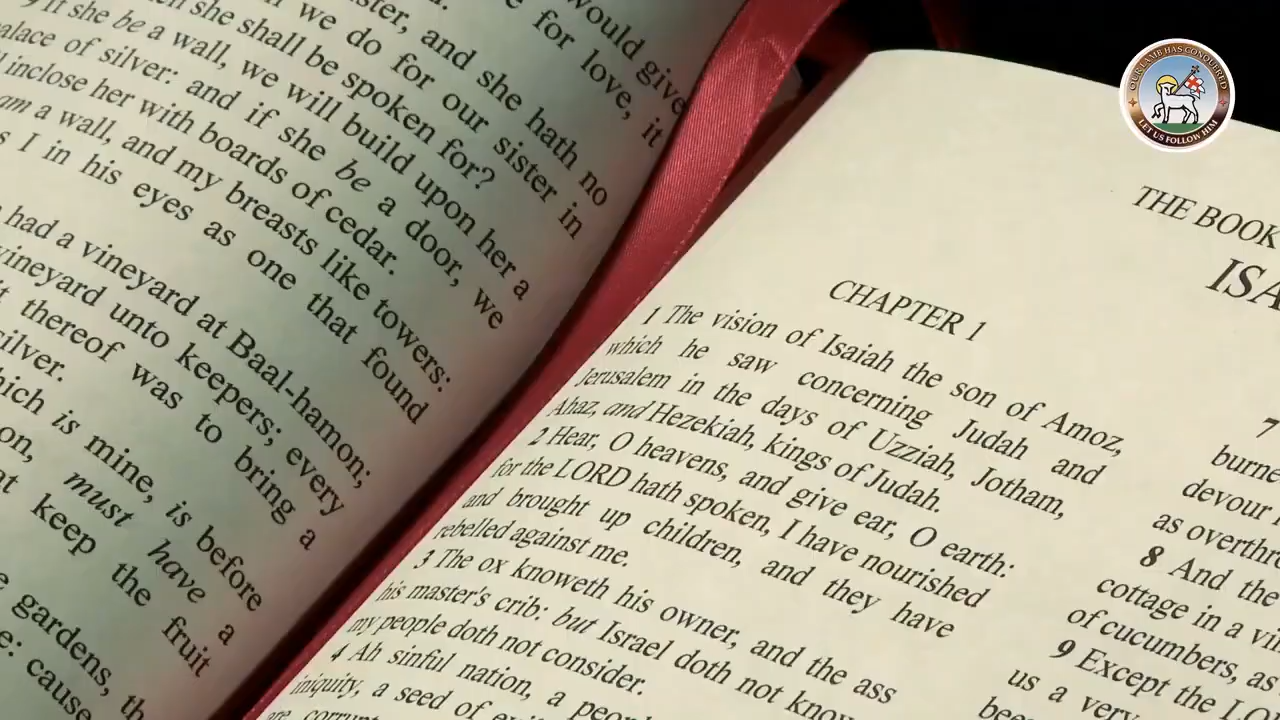 would give
e for love, it
ster, and she hath no
we do for our sister in
she shall be spoken for?
9 If she be a wall, we will build upon her a
palace of silver: and if she be a door, we
inclose her with boards of cedar.
am a wall, and my breasts like towers:
s I in his eyes as one that found
had a vineyard at Baal-hamon;
vineyard unto keepers; every
thereof was to bring a
silver.
which is mine, is before
on, must have a
at keep the fruit
gardens, th
e: cause
THE BOOK
ISA
CHAPTER 1
1 The vision of Isaiah the son of Amoz,
which he saw concerning Judah and
Jerusalem in the days of Uzziah, Jotham,
Ahaz, and Hezekiah, kings of Judah.
2 Hear, O heavens, and give ear, O earth:
for the LORD hath spoken, I have nourished
and brought up children, and they have
rebelled against me.
3 The ox knoweth his owner, and the ass
his master's crib: but Israel doth not know
my people doth not consider.
4 Ah sinful nation, a peop
iniquity, a seed of ev
are corrupt
7
burne
devour
as overthr
8 And the
cottage in a vi
of cucumbers, as
9 Except the LO
us a very
bee
OUR LAMB HAS CONQUERED
LET US FOLLOW HIM